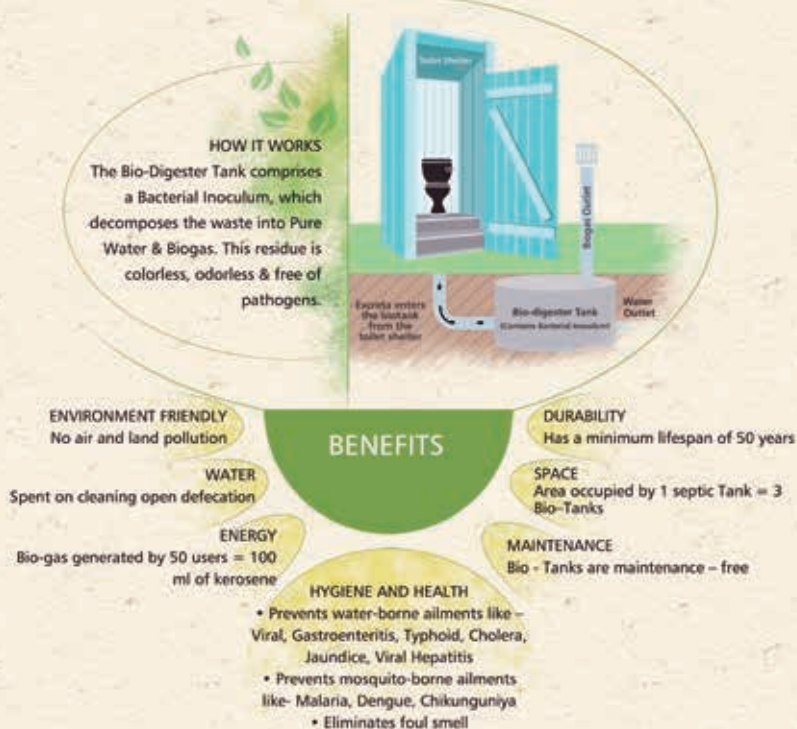 HOW IT WORKS
The Bio-Digester Tank comprises
a Bacterial Inoculum, which
decomposes the waste into Pure
Water & Biogas. This residue is
colorless, odorless & free of
pathogens.
Toilet Shelter
Biogas Outlet
Excreta enters
the biotank
from the
toilet shelter
Bio-digester Tank
(Contains Bacterial Inoculum)
Water
Outlet
BENEFITS
ENVIRONMENT FRIENDLY
No air and land pollution
WATER
Spent on cleaning open defecation
ENERGY
Bio-gas generated by 50 users = 100
ml of kerosene
HYGIENE AND HEALTH
• Prevents water-borne ailments like –
Viral, Gastroenteritis, Typhoid, Cholera,
Jaundice, Viral Hepatitis
• Prevents mosquito-borne ailments
like- Malaria, Dengue, Chikunguniya
• Eliminates foul smell
DURABILITY
Has a minimum lifespan of 50 years
SPACE
Area occupied by 1 septic Tank = 3
Bio–Tanks
MAINTENANCE
Bio - Tanks are maintenance – free